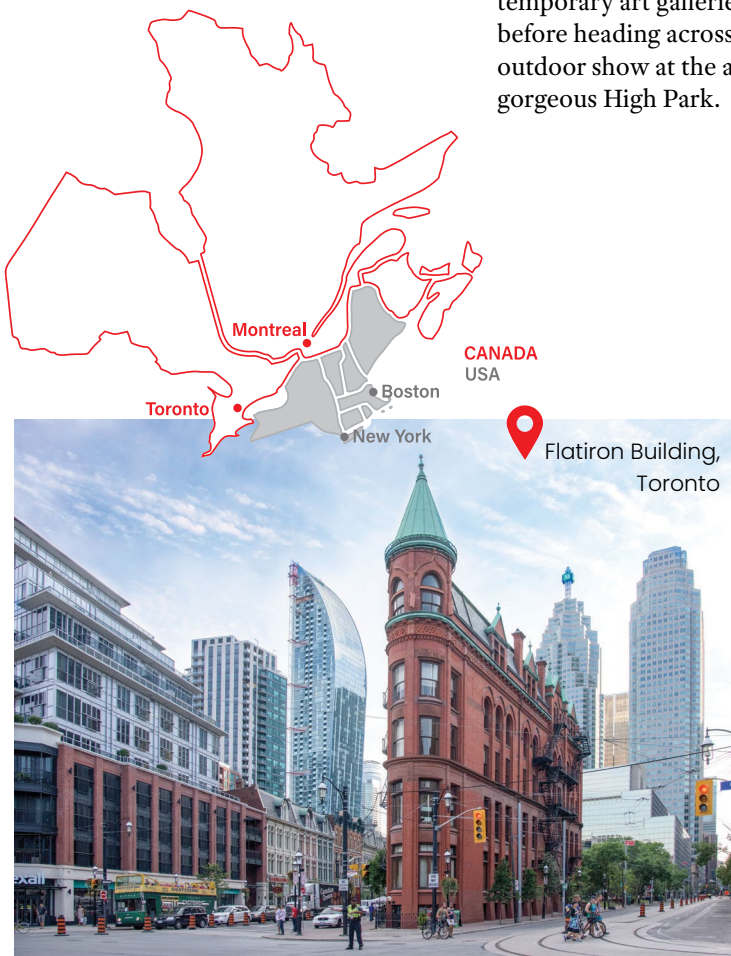 temporary art gallerie
before heading across
outdoor show at the a
gorgeous High Park.
Montreal
CANADA
USA
Boston
Toronto
New York
Flatiron Building,
Toronto
exall